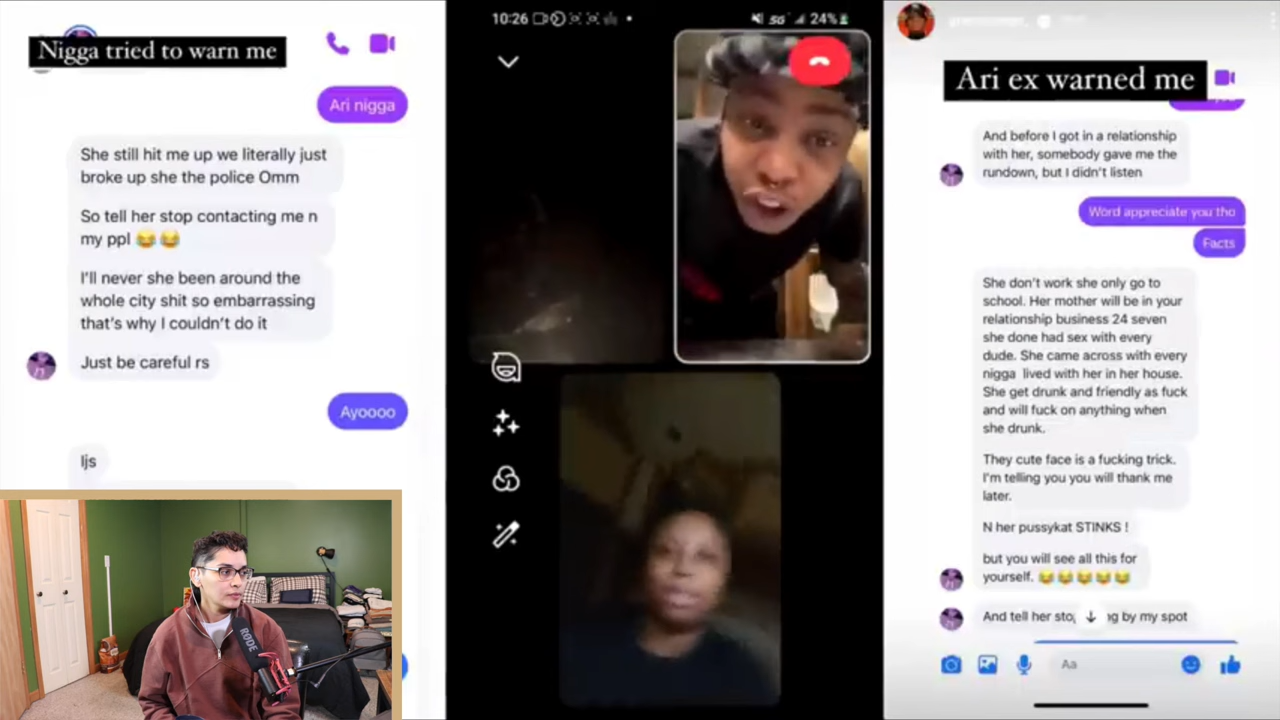 Nigga tried to warn me
Ari nigga
She still hit me up we literally just
broke up she the police Omm
So tell her stop contacting me n
my ppl 😂😂
I'll never she been around the
whole city shit so embarrassing
that's why I couldn't do it
Just be careful rs
Ayoooo
Ijs
RØDE
10:26
5G
24%
Ari ex warned me
And before I got in a relationship
with her, somebody gave me the
rundown, but I didn't listen
Word appreciate you tho
Facts
She don't work she only go to
school. Her mother will be in your
relationship business 24 seven
she done had sex with every
dude. She came across with every
nigga lived with her in her house.
She get drunk and friendly as fuck
and will fuck on anything when
she drunk.
They cute face is a fucking trick.
I'm telling you you will thank me
later.
N her pussykat STINKS !
but you will see all this for
yourself. 😂😂😂😂😂
And tell her by my spot
Aa